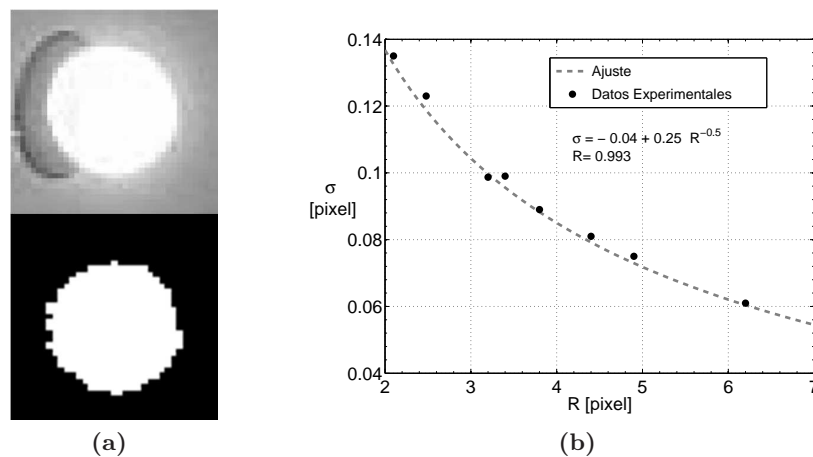 0.14
0.12
0.1
0.08
0.06
0.04
σ
[pixel]
Ajuste
Datos Experimentales
σ = − 0.04 + 0.25 R^−0.5
R= 0.993
2 3 4 5 6 7
R [pixel]
(a) (b)